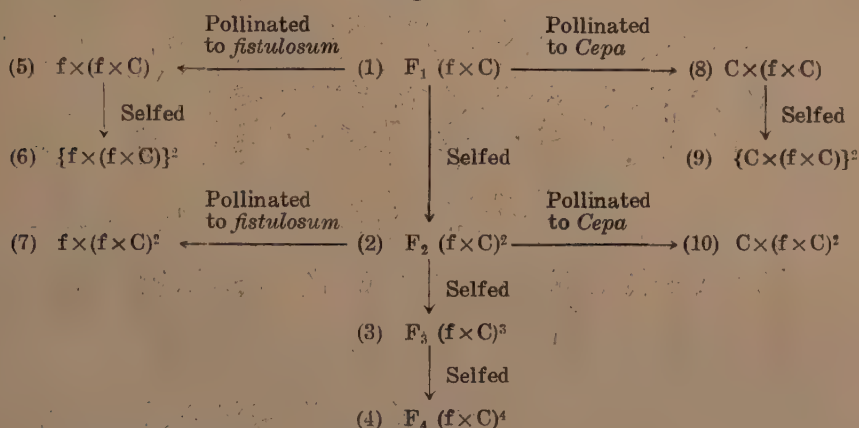 Pollinated Pollinated
to fistulosum to Cepa
(5) f×(f×C) (1) F₁ (f×C) (8) C×(f×C)
Selfed Selfed Selfed
(6) {f×(f×C)}² (9) {C×(f×C)}²
Pollinated Pollinated
to fistulosum to Cepa
(7) f×(f×C)² (2) F₂ (f×C)² (10) C×(f×C)²
Selfed
(3) F₃ (f×C)³
Selfed
(4) F₄ (f×C)⁴